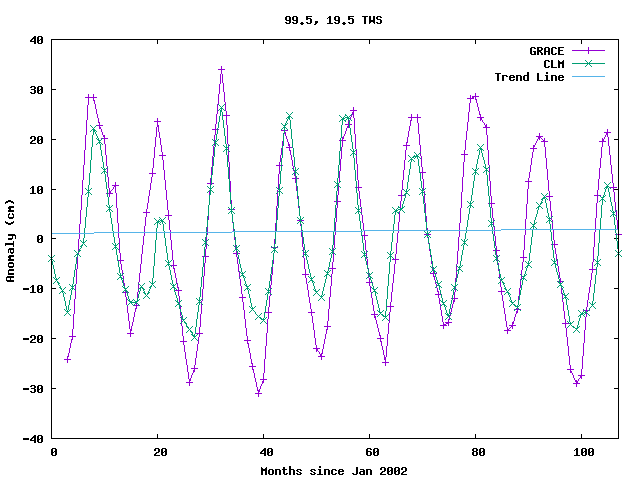 99.5, 19.5 TWS
GRACE
CLM
Trend Line
40
30
20
10
0
-10
-20
-30
-40
Anomaly (cm)
0 20 40 60 80 100
Months since Jan 2002